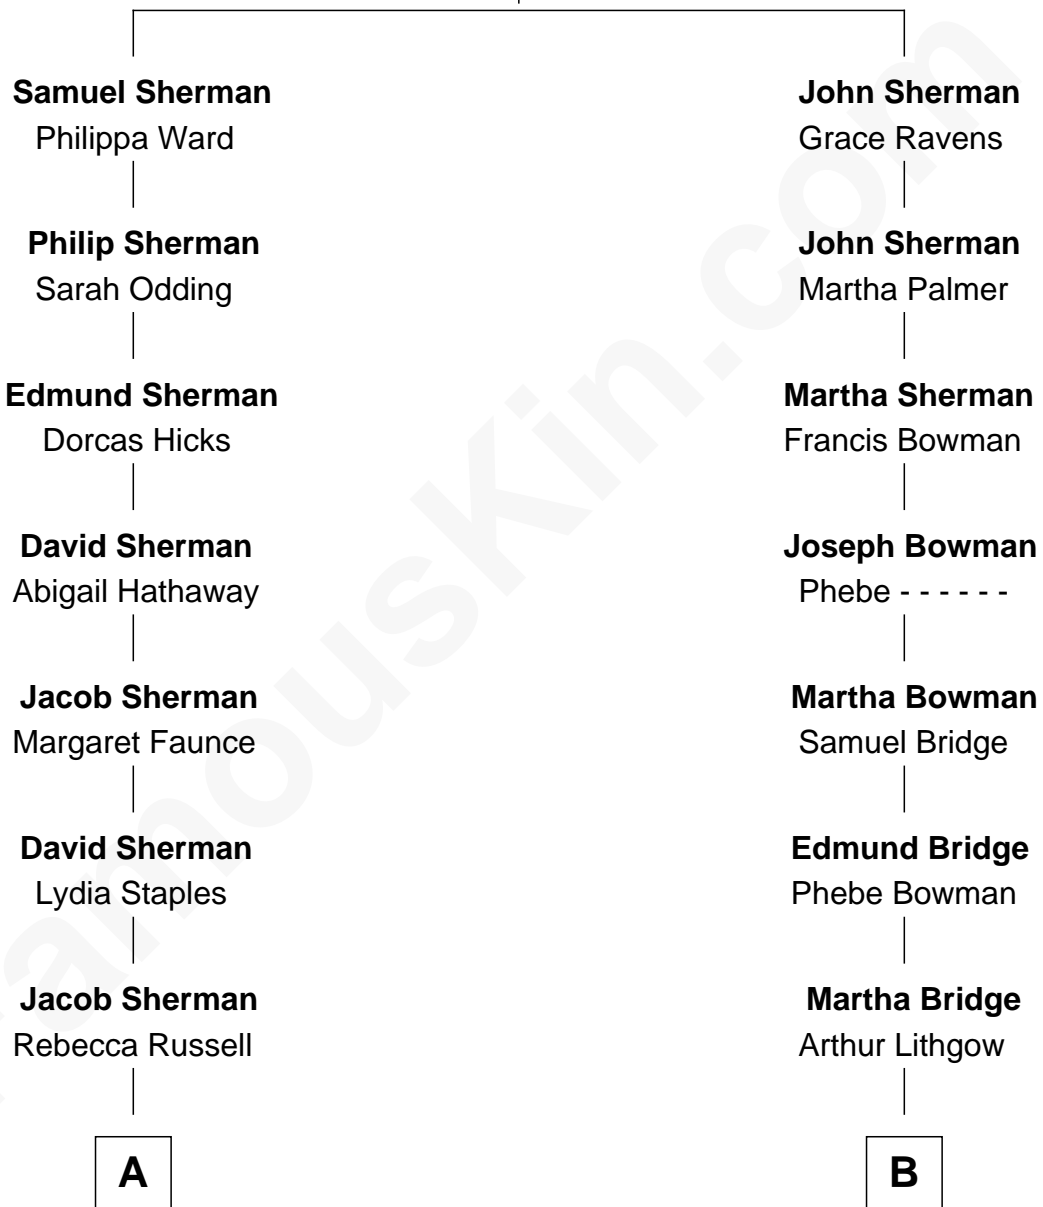 Samuel Sherman
Philippa Ward
John Sherman
Grace Ravens
Philip Sherman
Sarah Odding
John Sherman
Martha Palmer
Edmund Sherman
Dorcas Hicks
Martha Sherman
Francis Bowman
David Sherman
Abigail Hathaway
Joseph Bowman
Phebe - - - - - -
Jacob Sherman
Margaret Faunce
Martha Bowman
Samuel Bridge
David Sherman
Lydia Staples
Edmund Bridge
Phebe Bowman
Jacob Sherman
Rebecca Russell
Martha Bridge
Arthur Lithgow
A
B
FamousKin.com